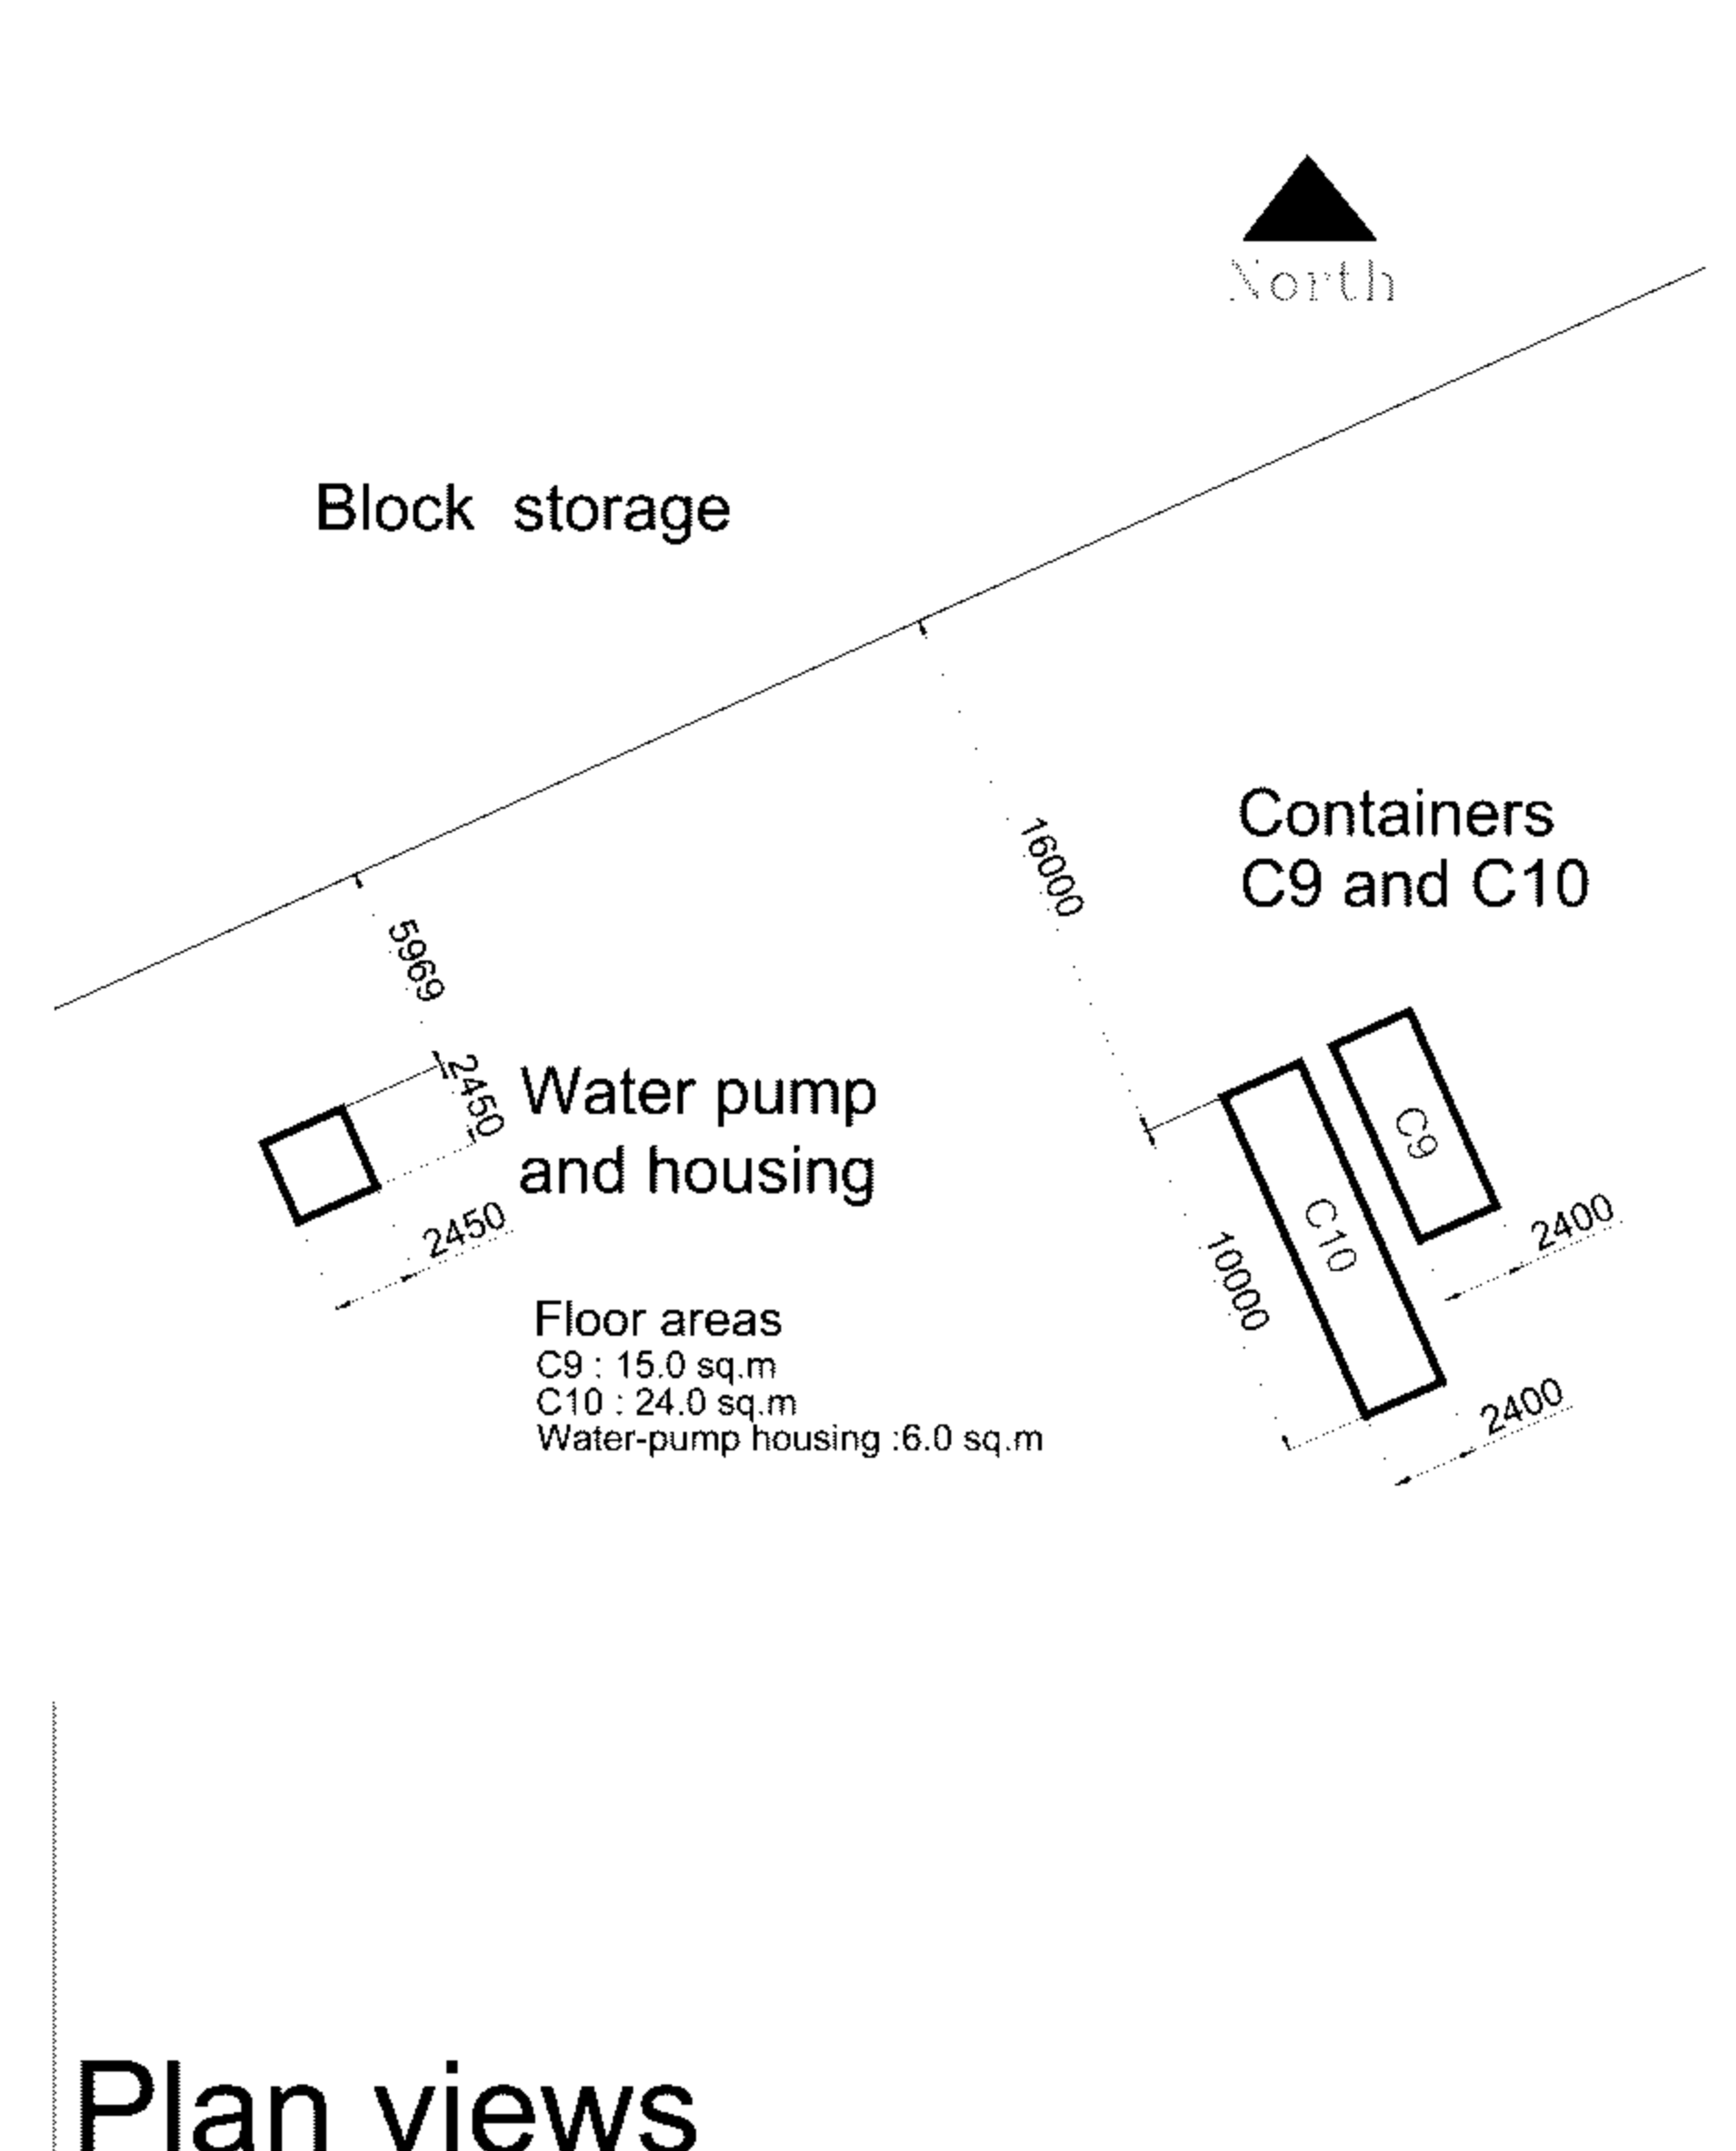 North
Block storage
16000
Containers
C9 and C10
5969
2450
Water pump
and housing
C9
C10
2450
2400
10000
Floor areas
C9 : 15.0 sq.m
C10 : 24.0 sq.m
Water-pump housing :6.0 sq.m
2400
Plan views